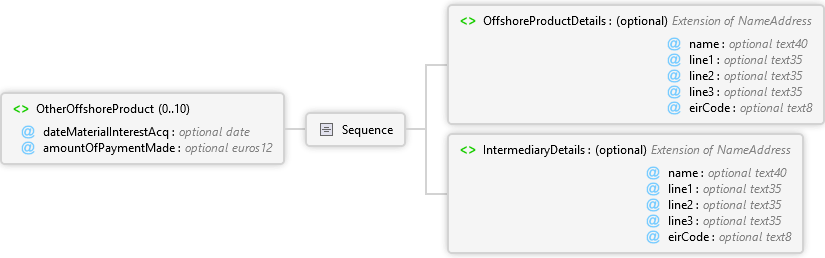 <> OtherOffshoreProduct (0..10)
@ dateMaterialInterestAcq : optional date
@ amountOfPaymentMade : optional euros12
Sequence
<> OffshoreProductDetails : (optional) Extension of NameAddress
@ name : optional text40
@ line1 : optional text35
@ line2 : optional text35
@ line3 : optional text35
@ eirCode : optional text8
<> IntermediaryDetails : (optional) Extension of NameAddress
@ name : optional text40
@ line1 : optional text35
@ line2 : optional text35
@ line3 : optional text35
@ eirCode : optional text8